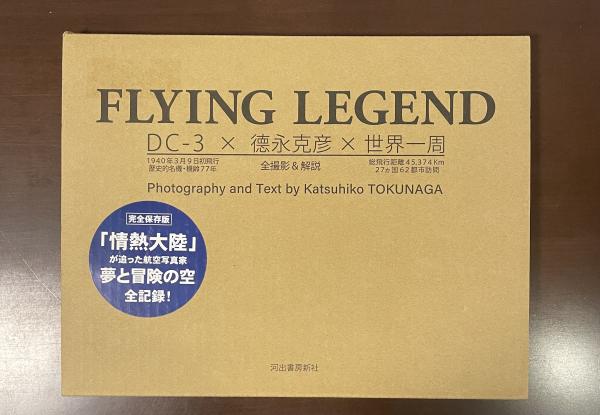 FLYING LEGEND
DC-3 × 德永克彦 × 世界一周
1940年3月9日初飛行 全撮影&解説 総飛行距離45,374Km
歴史的名機・機齢77年 27ヵ国62都市訪問
Photography and Text by Katsuhiko TOKUNAGA
完全保存版
「情熱大陸」
が追った航空写真家
夢と冒険の空
全記録!
河出書房新社